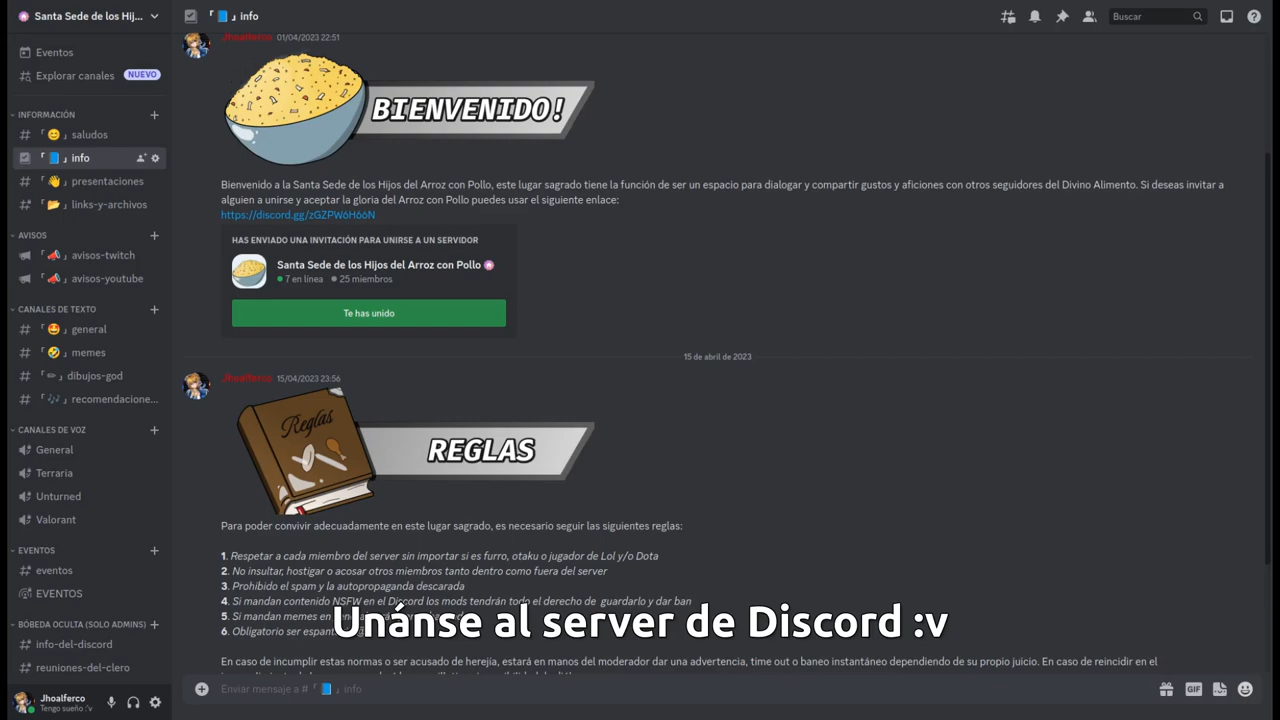 Santa Sede de los Hij...
「📘」info
Buscar
Eventos
Explorar canales
NUEVO
INFORMACIÓN
「😊」saludos
「📘」info
「👋」presentaciones
「📂」links-y-archivos
AVISOS
「📣」avisos-twitch
「📣」avisos-youtube
CANALES DE TEXTO
「🤩」general
「🤣」memes
「✏」dibujos-god
「🎶」recomendacione...
CANALES DE VOZ
General
Terraria
Unturned
Valorant
EVENTOS
eventos
EVENTOS
BÓBEDA OCULTA (SOLO ADMINS)
info-del-discord
reuniones-del-clero
Jhoalferco
Tengo sueño :'v
Jhoalferco 01/04/2023 22:51
BIENVENIDO!
Bienvenido a la Santa Sede de los Hijos del Arroz con Pollo, este lugar sagrado tiene la función de ser un espacio para dialogar y compartir gustos y aficiones con otros seguidores del Divino Alimento. Si deseas invitar a
alguien a unirse y aceptar la gloria del Arroz con Pollo puedes usar el siguiente enlace:
https://discord.gg/zGZPW6H66N
HAS ENVIADO UNA INVITACIÓN PARA UNIRSE A UN SERVIDOR
Santa Sede de los Hijos del Arroz con Pollo
7 en línea 25 miembros
Te has unido
15 de abril de 2023
Jhoalferco 15/04/2023 23:56
Reglas
REGLAS
Para poder convivir adecuadamente en este lugar sagrado, es necesario seguir las siguientes reglas:
1. Respetar a cada miembro del server sin importar si es furro, otaku o jugador de Lol y/o Dota
2. No insultar, hostigar o acosar otros miembros tanto dentro como fuera del server
3. Prohibido el spam y la autopropaganda descarada
4. Si mandan contenido NSFW en el Discord los mods tendrán todo el derecho de guardarlo y dar ban
5. Si mandan memes en
6. Obligatorio ser
Unánse al server de Discord :v
En caso de incumplir estas normas o ser acusado de herejía, estará en manos del moderador dar una advertencia, time out o baneo instantáneo dependiendo de su propio juicio. En caso de reincidir en el
Enviar mensaje a # 「📘」info
GIF